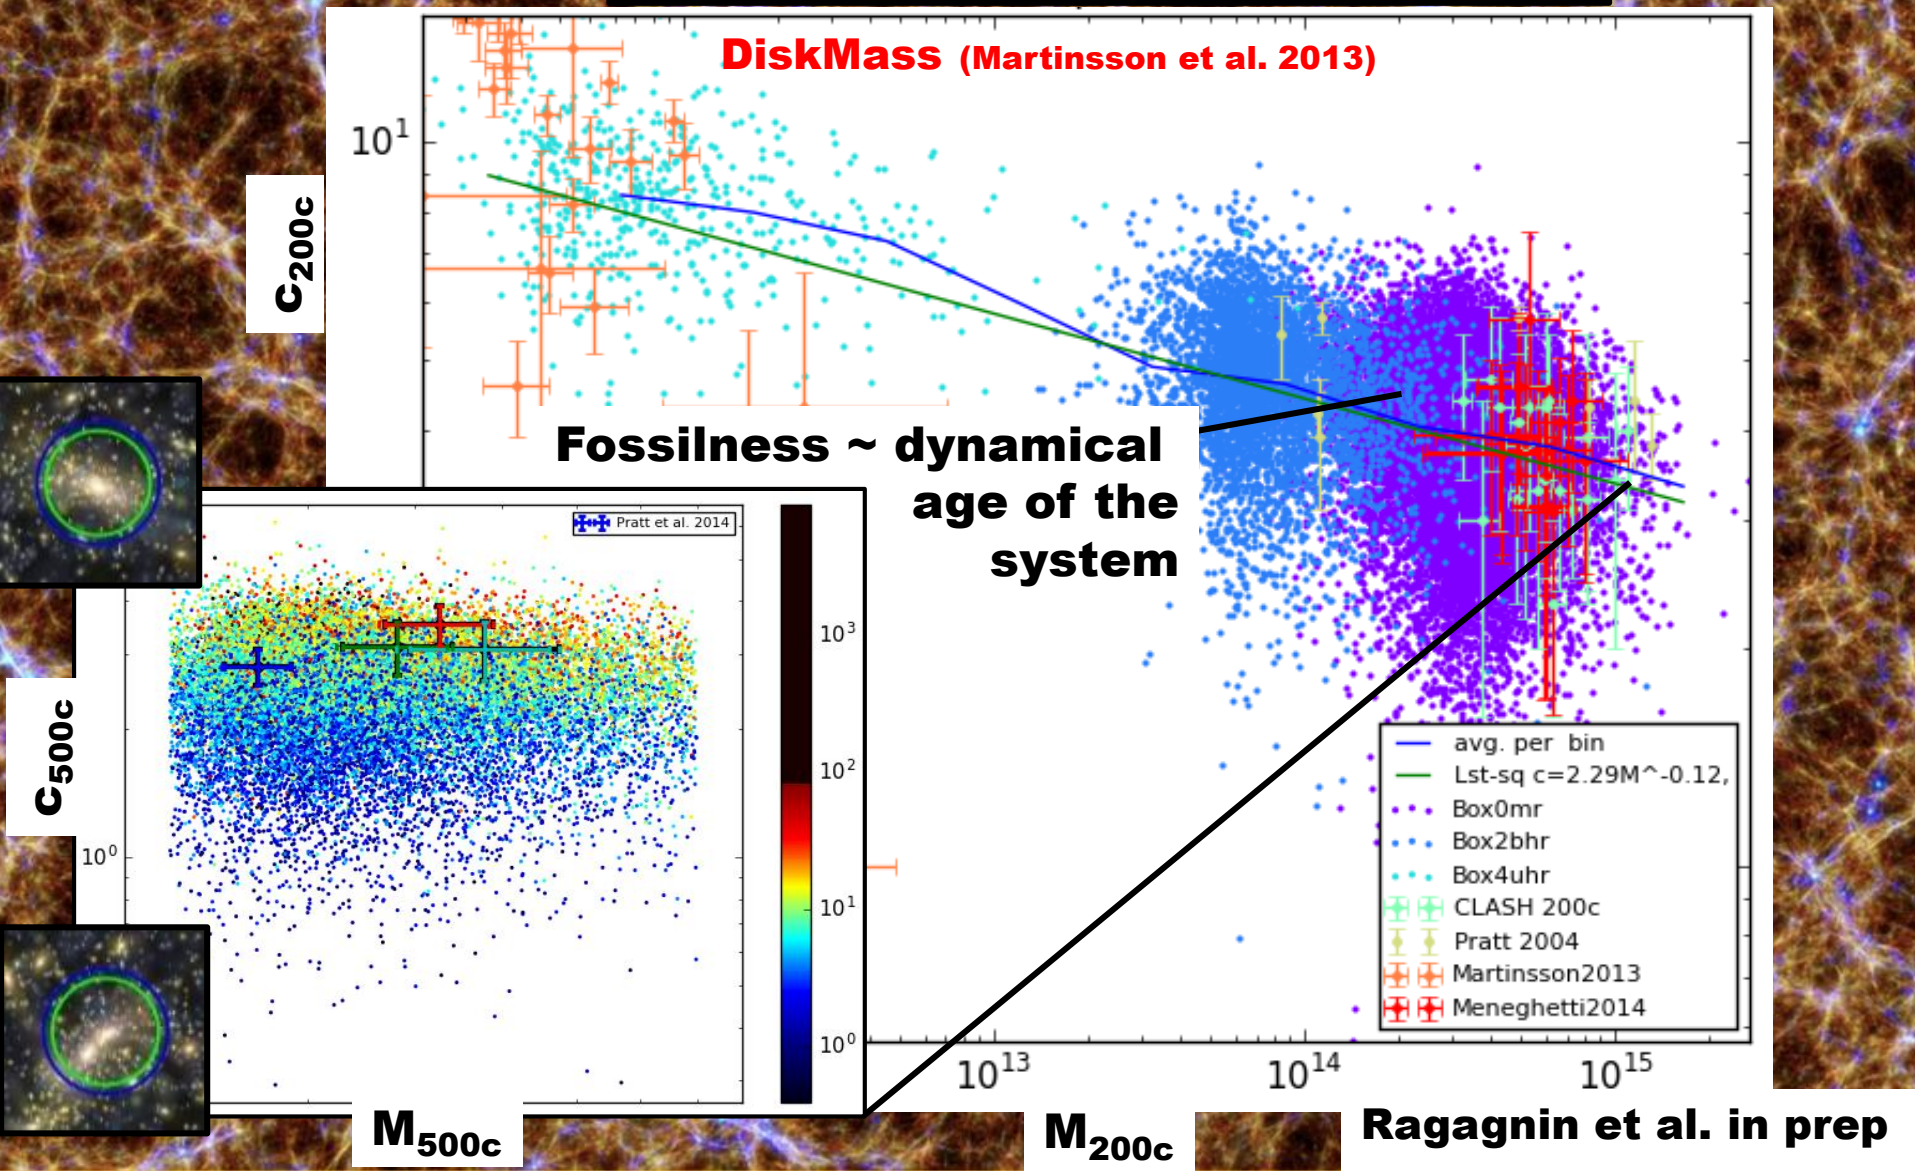 DiskMass (Martinsson et al. 2013)
10¹
c200c
Fossilness ~ dynamical
age of the
system
Pratt et al. 2014
10³
10²
10¹
10⁰
c500c
10⁰
M500c
avg. per bin
Lst-sq c=2.29M^-0.12,
Box0mr
Box2bhr
Box4uhr
CLASH 200c
Pratt 2004
Martinsson2013
Meneghetti2014
10¹³
10¹⁴
10¹⁵
M200c
Ragagnin et al. in prep